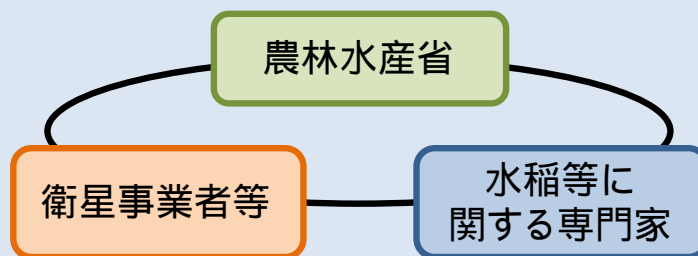 農林水産省
衛星事業者等
水稲等に
関する専門家